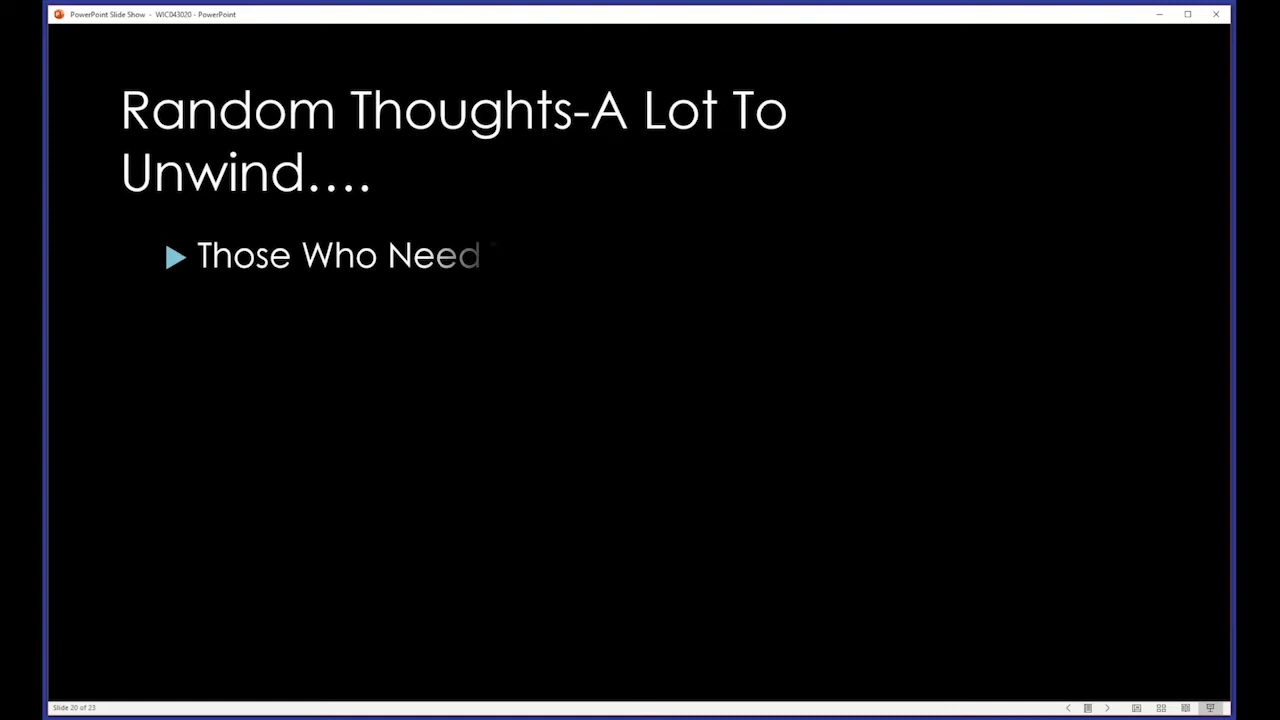 PowerPoint Slide Show - WIC043020 - PowerPoint
Random Thoughts-A Lot To
Unwind....
Those Who Need
Slide 20 of 23